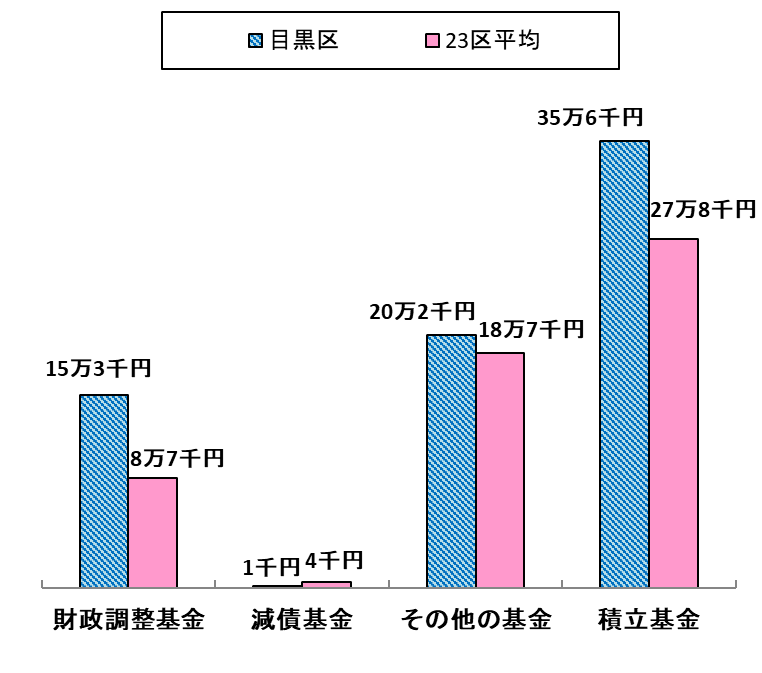 目黒区 23区平均
35万6千円
27万8千円
20万2千円
18万7千円
15万3千円
8万7千円
1千円 4千円
財政調整基金 減債基金 その他の基金 積立基金